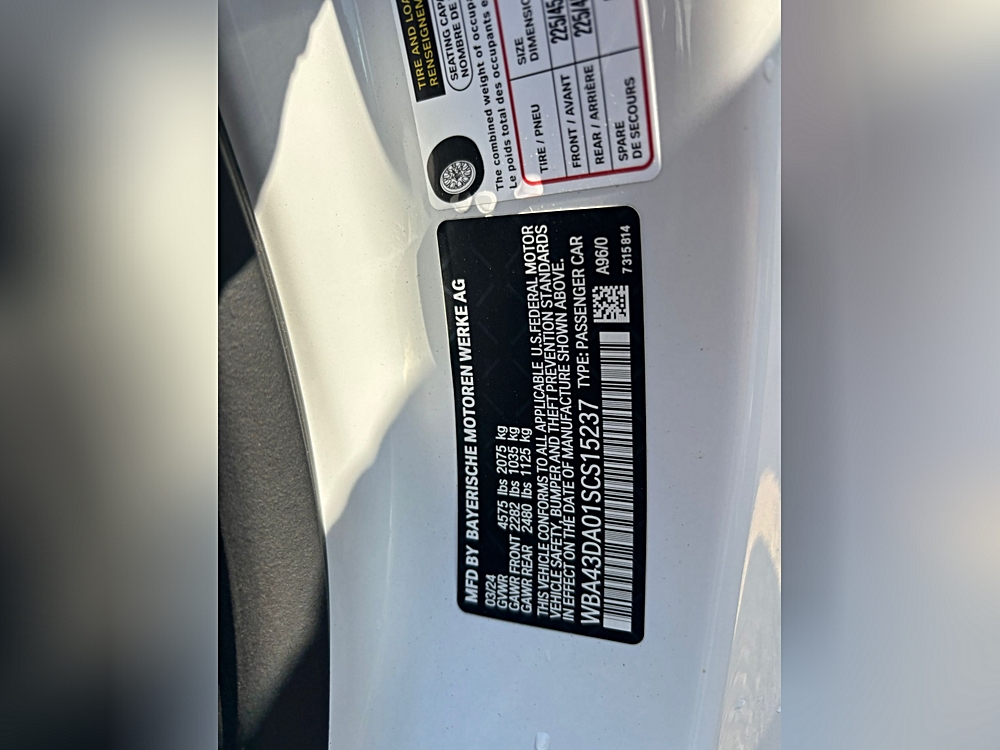 TIRE AND
RENSEIGNEM
SEATING
NOMBRE DE
The combined weight of
Le poids total des occupants
TIRE / PNEU
SIZE
FRONT / AVANT
REAR / ARRIÈRE
SPARE
DE SECOURS
MFD BY BAYERISCHE MOTOREN WERKE AG
03/24
GVWR 4575 lbs 2075 kg
GAWR FRONT 2282 lbs 1035 kg
GAWR REAR 2480 lbs 1125 kg
THIS VEHICLE CONFORMS TO ALL APPLICABLE U.S.FEDERAL MOTOR
VEHICLE SAFETY, BUMPER AND THEFT PREVENTION STANDARDS
IN EFFECT ON THE DATE OF MANUFACTURE SHOWN ABOVE.
WBA43DA01SCS15237 TYPE: PASSENGER CAR
A96/0
7315814